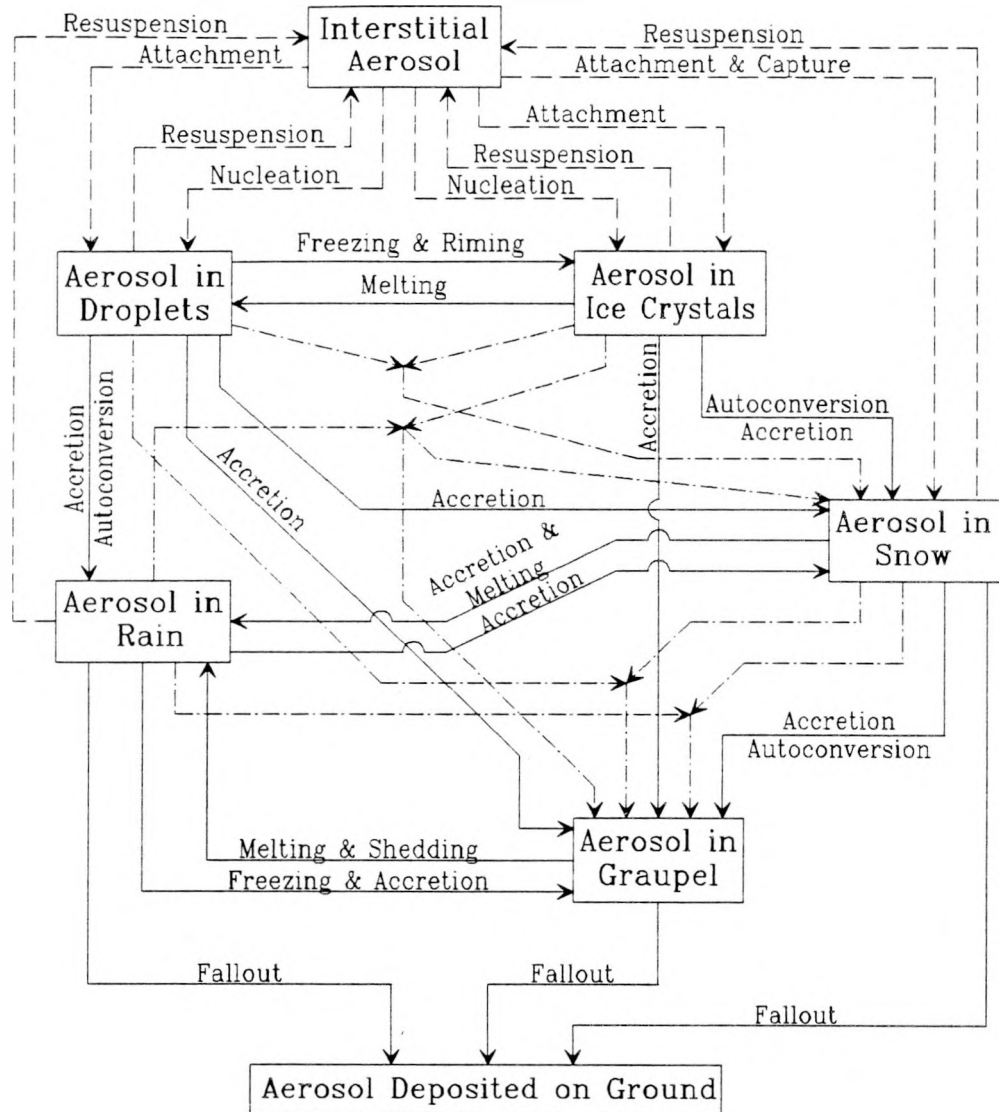 Resuspension
Interstitial
Aerosol
Resuspension
Attachment
Attachment & Capture
Attachment
Resuspension
Resuspension
Nucleation
Nucleation
Freezing & Riming
Aerosol in
Droplets
Aerosol in
Ice Crystals
Melting
Accretion
Autoconversion
Accretion
Accretion
Autoconversion
Accretion
Accretion
Aerosol in
Snow
Accretion &
Melting
Accretion
Aerosol in
Rain
Accretion
Autoconversion
Aerosol in
Graupel
Melting & Shedding
Freezing & Accretion
Fallout
Fallout
Fallout
Aerosol Deposited on Ground